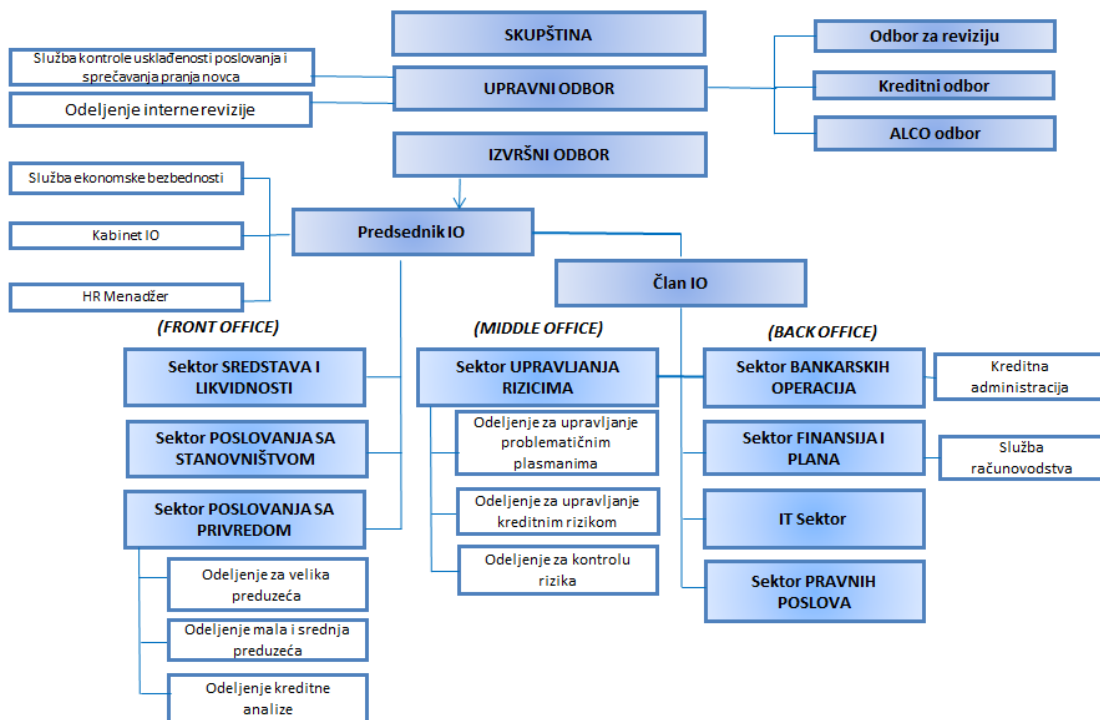 SKUPŠTINA
Služba kontrole usklađenosti poslovanja i
sprečavanja pranja novca
Odeljenje interne revizije
UPRAVNI ODBOR
Odbor za reviziju
Kreditni odbor
ALCO odbor
IZVRŠNI ODBOR
Služba ekonomske bezbednosti
Kabinet IO
HR Menadžer
Predsednik IO
Član IO
(FRONT OFFICE)
Sektor SREDSTAVA I
LIKVIDNOSTI
Sektor POSLOVANJA SA
STANOVNIŠTVOM
Sektor POSLOVANJA SA
PRIVREDOM
Odeljenje za velika
preduzeća
Odeljenje mala i srednja
preduzeća
Odeljenje kreditne
analize
(MIDDLE OFFICE)
Sektor UPRAVLJANJA
RIZICIMA
Odeljenje za upravljanje
problematičnim
plasmanima
Odeljenje za upravljanje
kreditnim rizikom
Odeljenje za kontrolu
rizika
(BACK OFFICE)
Sektor BANKARSKIH
OPERACIJA
Kreditna
administracija
Sektor FINANSIJA I
PLANA
Služba
računovodstva
IT Sektor
Sektor PRAVNIH
POSLOVA